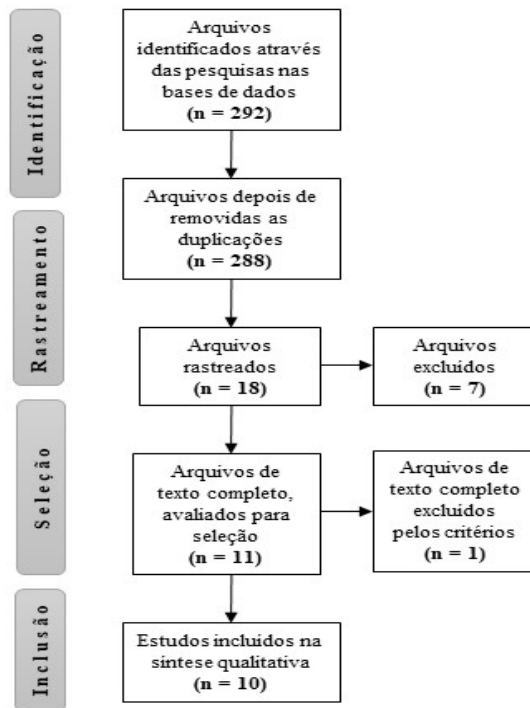 Identificação
Arquivos
identificados através
das pesquisas nas
bases de dados
(n = 292)
Arquivos depois de
removidas as
duplicações
(n = 288)
Rastreamento
Arquivos
rastreados
(n = 18)
Arquivos
excluídos
(n = 7)
Seleção
Arquivos de
texto completo,
avaliados para
seleção
(n = 11)
Arquivos de
texto completo
excluídos
pelos critérios
(n = 1)
Inclusão
Estudos incluídos na
síntese qualitativa
(n = 10)